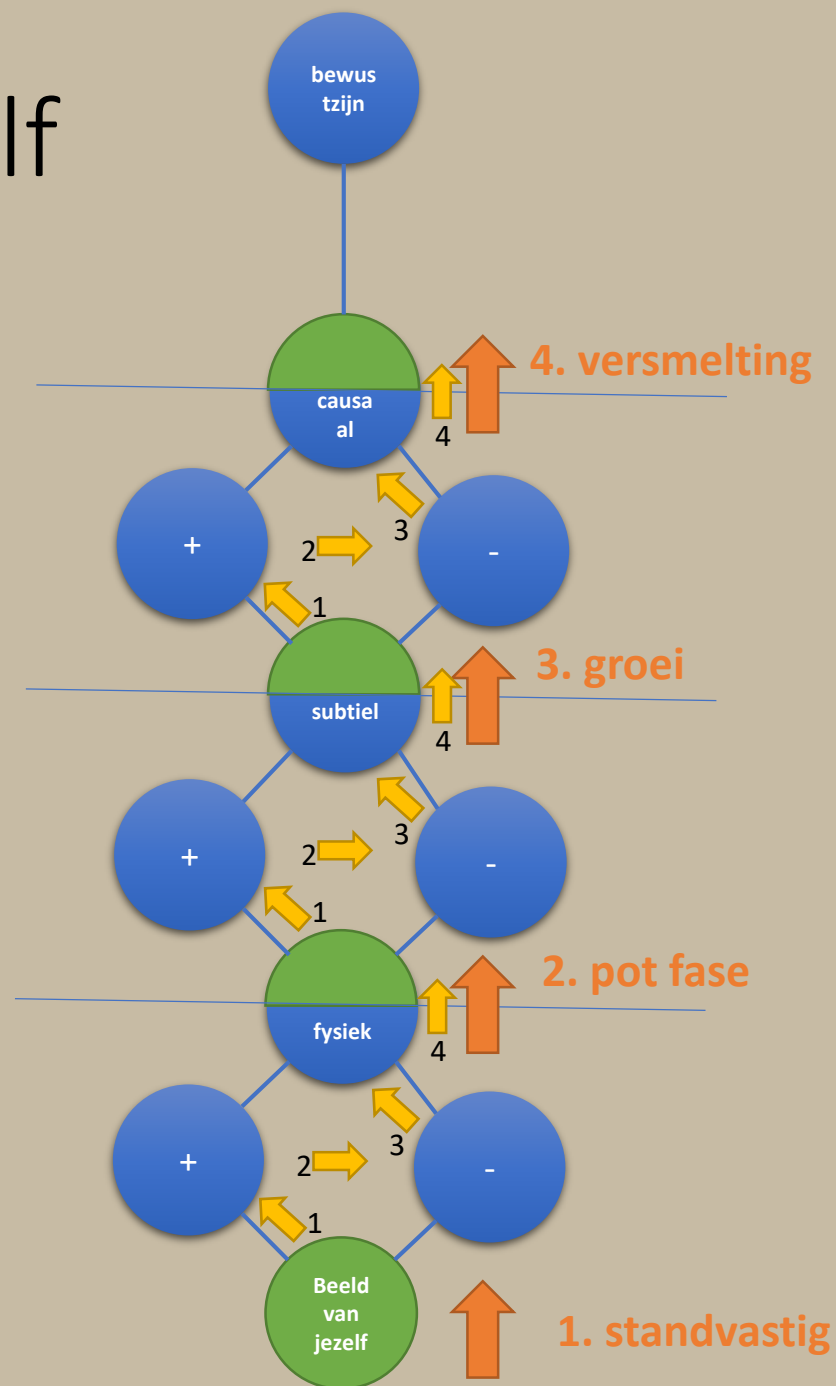 bewus
tzijn
lf
4. versmelting
causa
al
4
3
+
2
-
1
3. groei
subtiel
4
3
+
2
-
1
2. pot fase
fysiek
4
3
+
2
-
1
Beeld
van
jezelf
1. standvastig